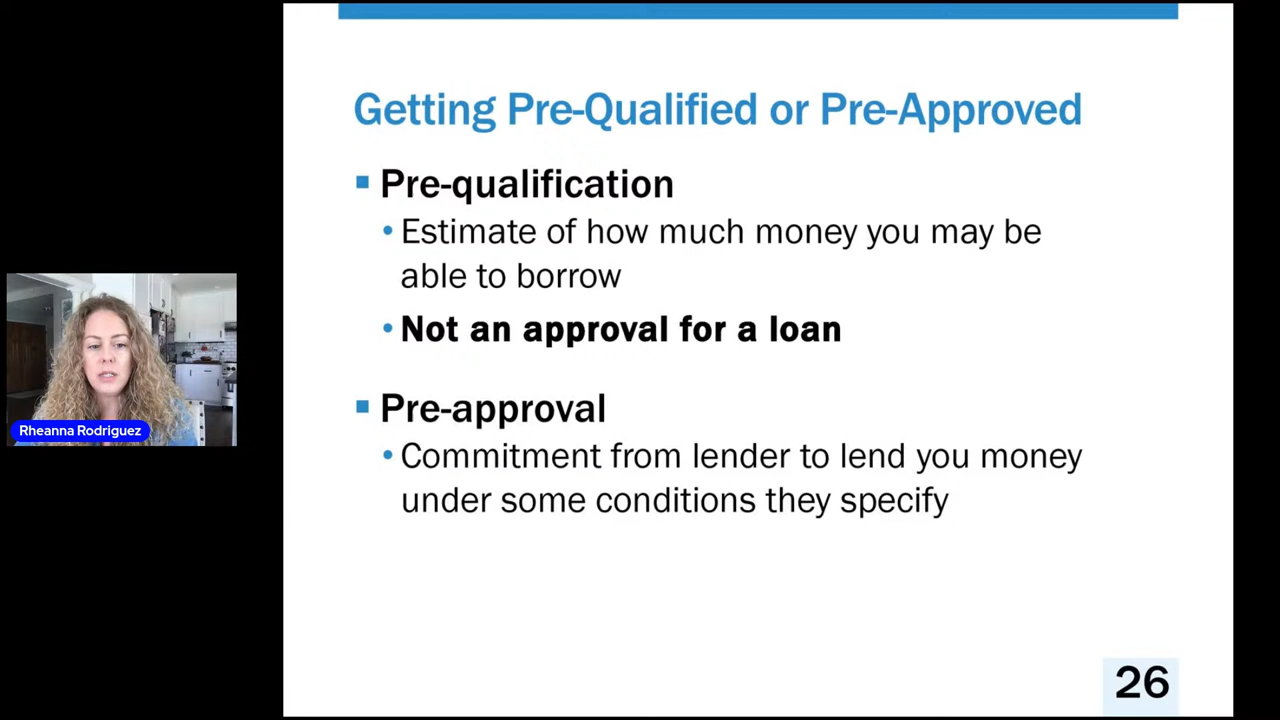 Getting Pre-Qualified or Pre-Approved
Pre-qualification
Estimate of how much money you may be
able to borrow
Not an approval for a loan
Pre-approval
Commitment from lender to lend you money
under some conditions they specify
Rheanna Rodriguez
26